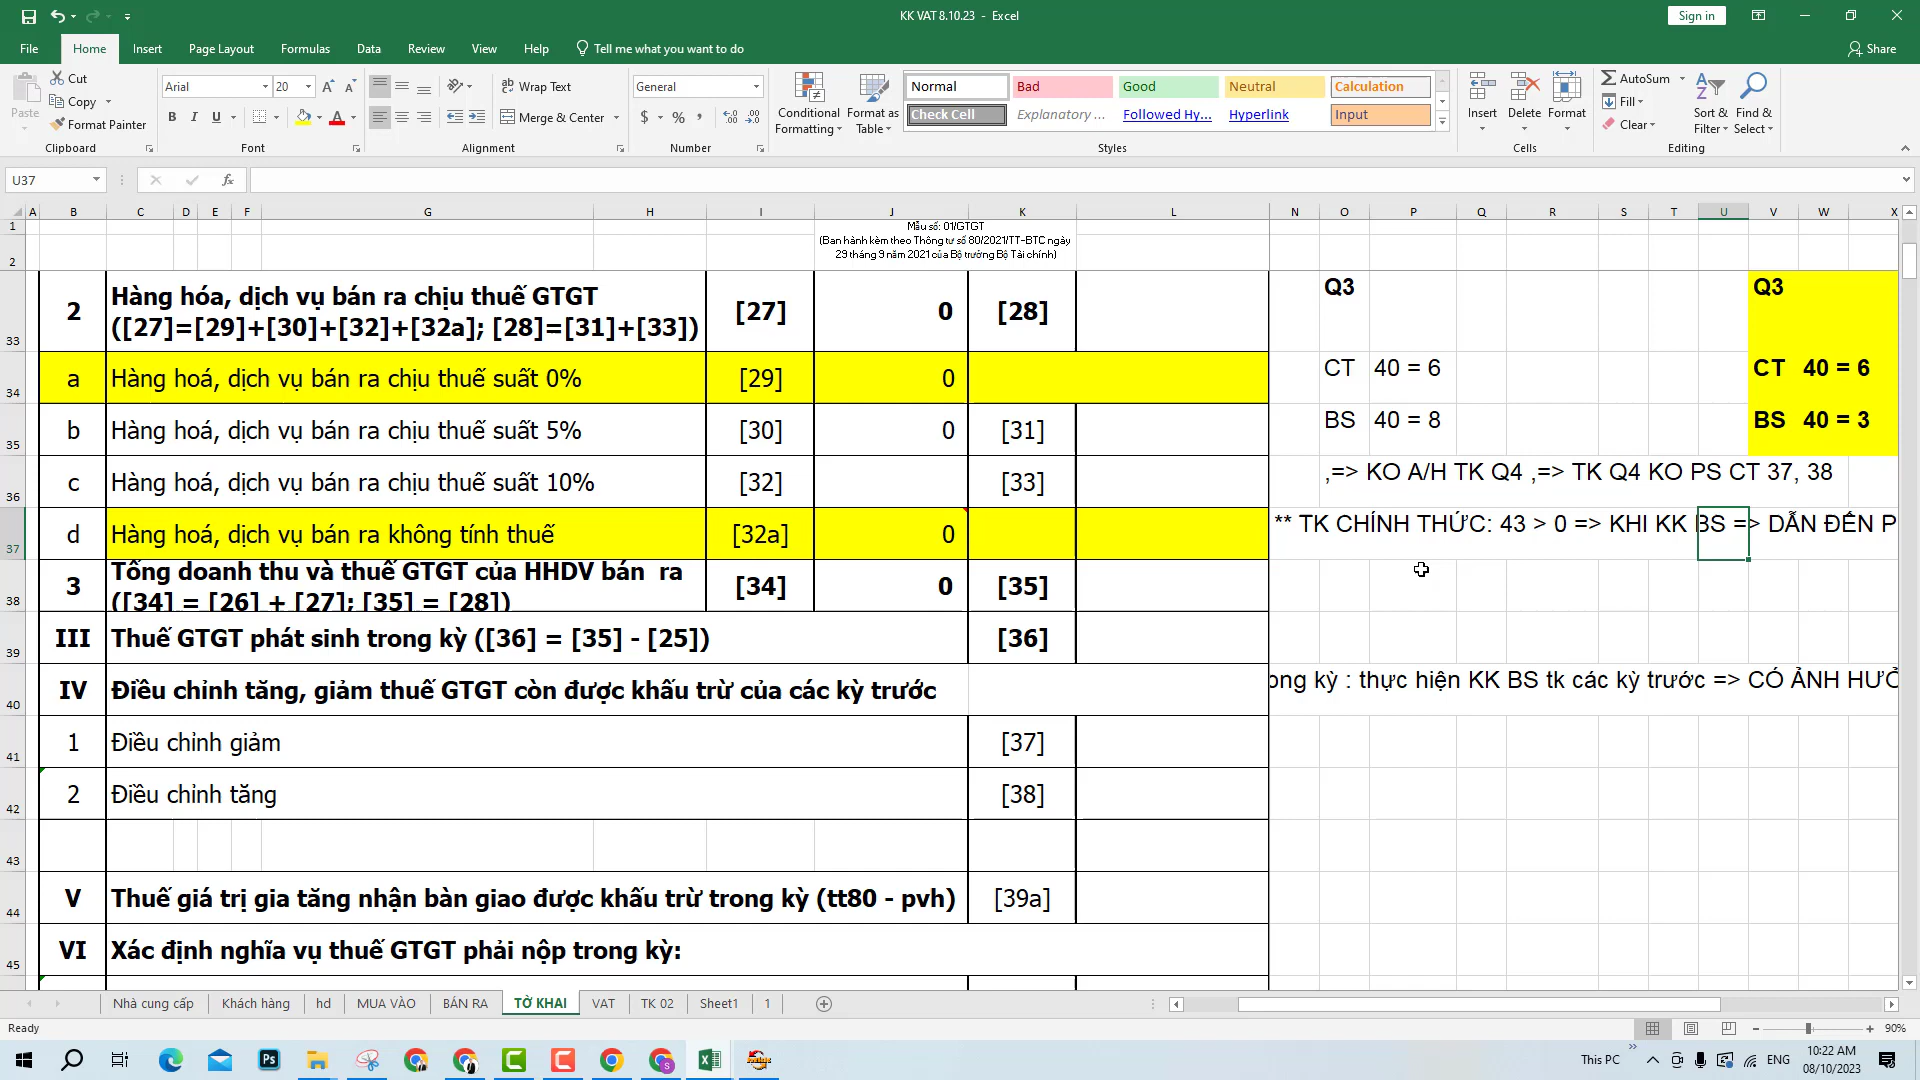 KK VAT 8.10.23 - Excel
Sign in
File Home Insert Page Layout Formulas Data Review View Help Tell me what you want to do Share
Paste
Cut
Copy
Format Painter
Clipboard
Arial 20
B I U
Font
Wrap Text
Merge & Center
Alignment
General
$ % ,
Number
Conditional Formatting
Format as Table
Normal Bad Good Neutral Calculation
Check Cell Explanatory ... Followed Hy... Hyperlink Input
Styles
Insert Delete Format
Cells
AutoSum
Fill
Clear
Sort & Filter
Find & Select
Editing
U37
fx
A B C D E F G H I J K L N O P Q R S T U V W X
1
Mẫu số: 01/GTGT
(Ban hành kèm theo Thông tư số 80/2021/TT-BTC ngày
29 tháng 9 năm 2021 của Bộ trưởng Bộ Tài chính)
2
33 2 Hàng hóa, dịch vụ bán ra chịu thuế GTGT
([27]=[29]+[30]+[32]+[32a]; [28]=[31]+[33]) [27] 0 [28] Q3 Q3
34 a Hàng hoá, dịch vụ bán ra chịu thuế suất 0% [29] 0 CT 40 = 6 CT 40 = 6
35 b Hàng hoá, dịch vụ bán ra chịu thuế suất 5% [30] 0 [31] BS 40 = 8 BS 40 = 3
36 c Hàng hoá, dịch vụ bán ra chịu thuế suất 10% [32] [33] ,=> KO A/H TK Q4 ,=> TK Q4 KO PS CT 37, 38
37 d Hàng hoá, dịch vụ bán ra không tính thuế [32a] 0 ** TK CHÍNH THỨC: 43 > 0 => KHI KK BS => DẪN ĐẾN P
38 3 Tổng doanh thu và thuế GTGT của HHDV bán ra
([34] = [26] + [27]; [35] = [28]) [34] 0 [35]
39 III Thuế GTGT phát sinh trong kỳ ([36] = [35] - [25]) [36]
40 IV Điều chỉnh tăng, giảm thuế GTGT còn được khấu trừ của các kỳ trước ong kỳ : thực hiện KK BS tk các kỳ trước => CÓ ẢNH HƯỞ
41 1 Điều chỉnh giảm [37]
42 2 Điều chỉnh tăng [38]
43
44 V Thuế giá trị gia tăng nhận bàn giao được khấu trừ trong kỳ (tt80 - pvh) [39a]
45 VI Xác định nghĩa vụ thuế GTGT phải nộp trong kỳ:
Nhà cung cấp Khách hàng hd MUA VÀO BÁN RA TỜ KHAI VAT TK 02 Sheet1 1
Ready
90%
This PC
ENG
10:22 AM
08/10/2023